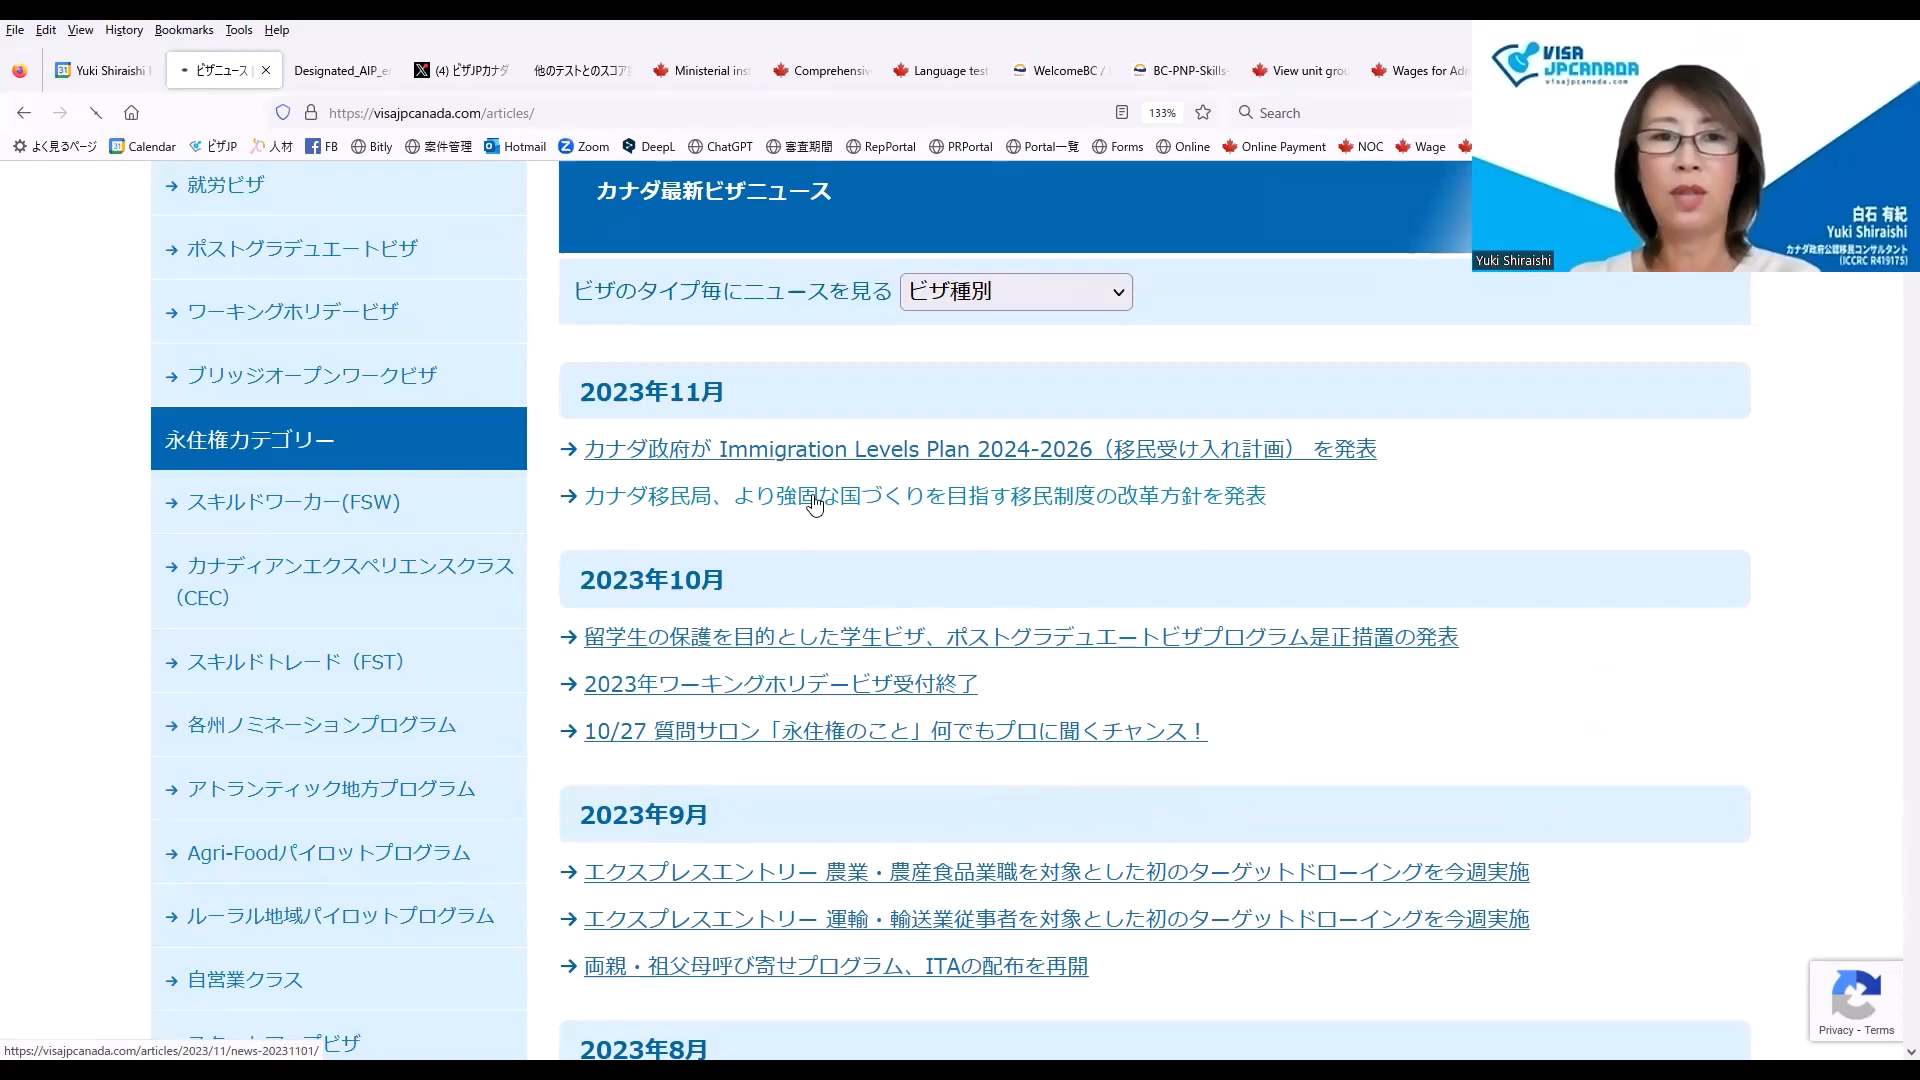 File Edit View History Bookmarks Tools Help
Yuki Shiraishi
ビザニュース
Designated_AIP_e
(4) ビザJPカナダ
他のテストとのスコア
Ministerial inst
Comprehensiv
Language test
WelcomeBC /
BC-PNP-Skills-
View unit grou
Wages for Adm
https://visajpcanada.com/articles/
133%
Search
よく見るページ Calendar ビザJP 人材 FB Bitly 案件管理 Hotmail Zoom DeepL ChatGPT 審査期間 RepPortal PRPortal Portal一覧 Forms Online Online Payment NOC Wage
VISA
JPCANADA
visajpcanada.com
白石 有紀
Yuki Shiraishi
カナダ政府公認移民コンサルタント
(ICCRC R419175)
Yuki Shiraishi
就労ビザ
ポストグラデュエートビザ
ワーキングホリデービザ
ブリッジオープンワークビザ
永住権カテゴリー
スキルドワーカー(FSW)
カナディアンエクスペリエンスクラス
（CEC）
スキルドトレード（FST）
各州ノミネーションプログラム
アトランティック地方プログラム
Agri-Foodパイロットプログラム
ルーラル地域パイロットプログラム
自営業クラス
ビザ
カナダ最新ビザニュース
ビザのタイプ毎にニュースを見る ビザ種別
2023年11月
カナダ政府が Immigration Levels Plan 2024-2026（移民受け入れ計画） を発表
カナダ移民局、より強固な国づくりを目指す移民制度の改革方針を発表
2023年10月
留学生の保護を目的とした学生ビザ、ポストグラデュエートビザプログラム是正措置の発表
2023年ワーキングホリデービザ受付終了
10/27 質問サロン「永住権のこと」何でもプロに聞くチャンス！
2023年9月
エクスプレスエントリー 農業・農産食品業職を対象とした初のターゲットドローイングを今週実施
エクスプレスエントリー 運輸・輸送業従事者を対象とした初のターゲットドローイングを今週実施
両親・祖父母呼び寄せプログラム、ITAの配布を再開
2023年8月
Privacy - Terms
https://visajpcanada.com/articles/2023/11/news-20231101/